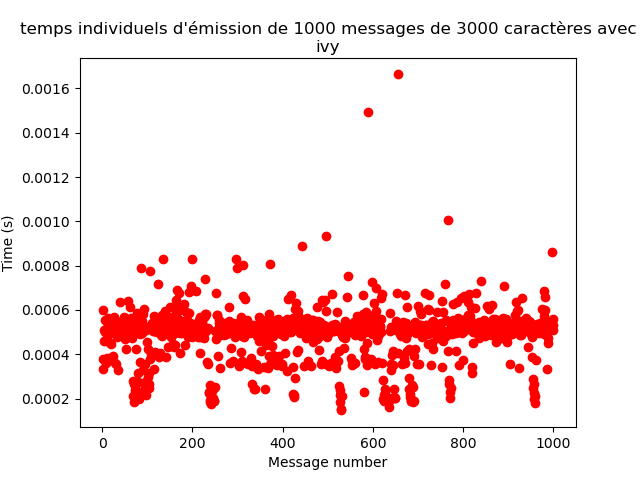 temps individuels d'émission de 1000 messages de 3000 caractères avec
ivy
0.0016
0.0014
0.0012
0.0010
0.0008
0.0006
0.0004
0.0002
Time (s)
0 200 400 600 800 1000
Message number